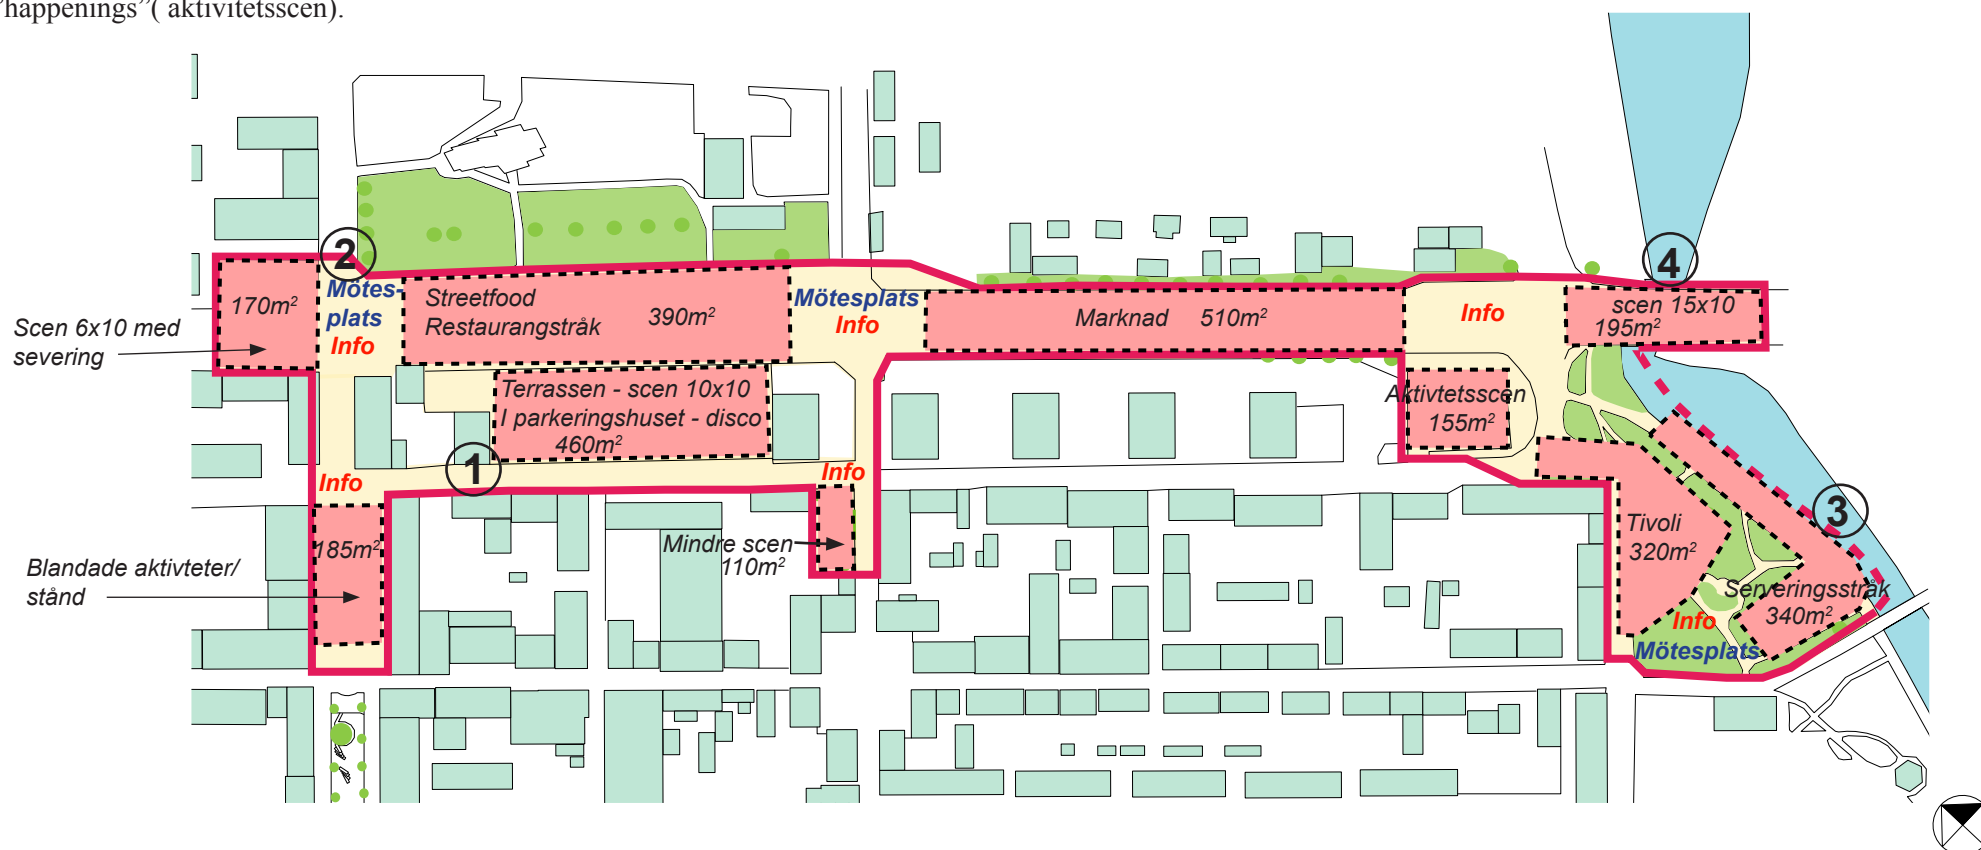 ”happenings”( aktivitetsscen).
2
4
Mötes-
plats
Info
170m²
Streetfood
Restaurangstråk
390m²
Mötesplats
Info
Marknad 510m²
Info
scen 15x10
195m²
Scen 6x10 med
severing
Terrassen - scen 10x10
I parkeringshuset - disco
460m²
Aktivtetsscen
155m²
1
Info
Info
3
185m²
Mindre scen
110m²
Tivoli
320m²
Blandade aktivteter/
stånd
Serveringsstråk
340m²
Info
Mötesplats